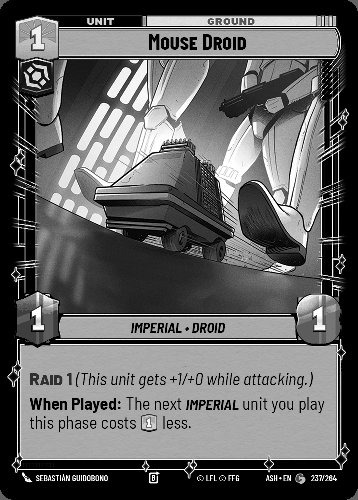 UNIT
GROUND
1
MOUSE DROID
1
1
IMPERIAL • DROID
RAID 1 (This unit gets +1/+0 while attacking.)
When Played: The next IMPERIAL unit you play
this phase costs 1 less.
SEBASTIÁN GUIDOBONO
© LFL © FFG
ASH • EN
237/264